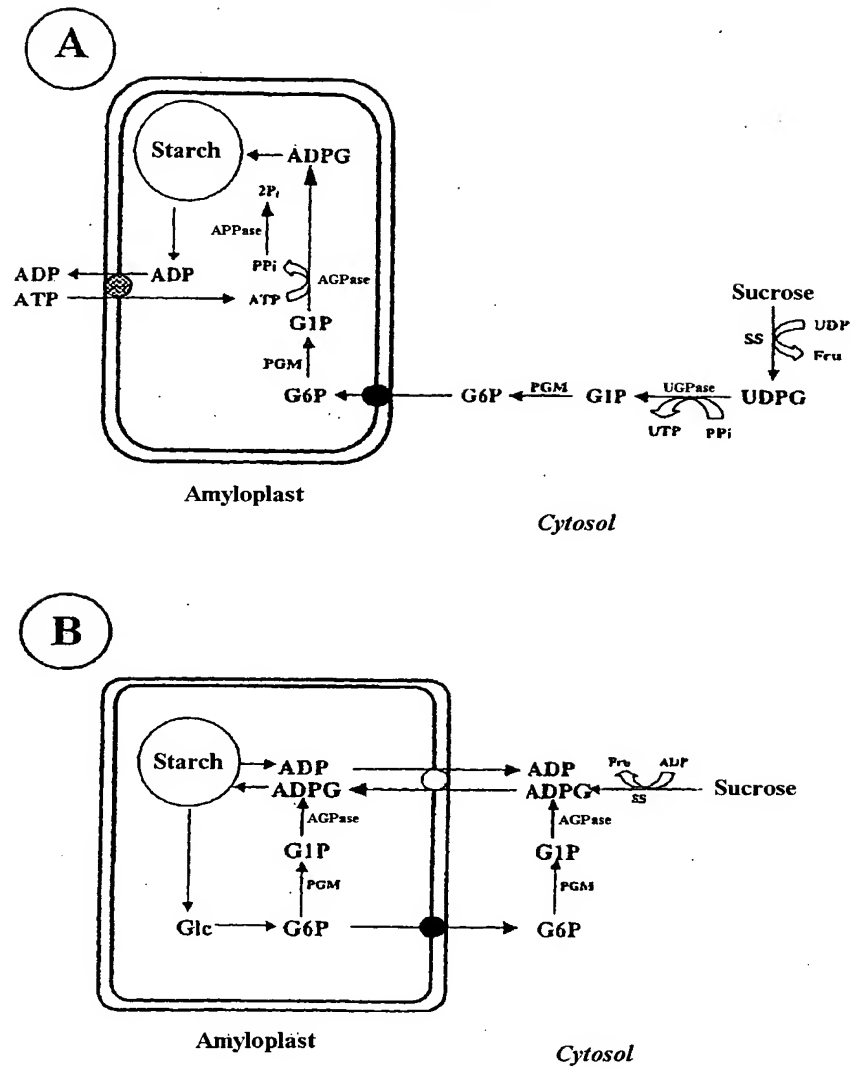 A
Starch
ADPG
2Pi
APPase
PPi
AGPase
ADP
ADP
ATP
ATP
G1P
PGM
G6P
G6P
PGM
G1P
UGPase
UDPG
UTP
PPi
Sucrose
SS
UDP
Fru
Amyloplast
Cytosol
B
Starch
ADP
ADPG
AGPase
G1P
PGM
Glc
G6P
ADP
ADPG
Fru
ADP
SS
Sucrose
AGPase
G1P
PGM
G6P
Amyloplast
Cytosol